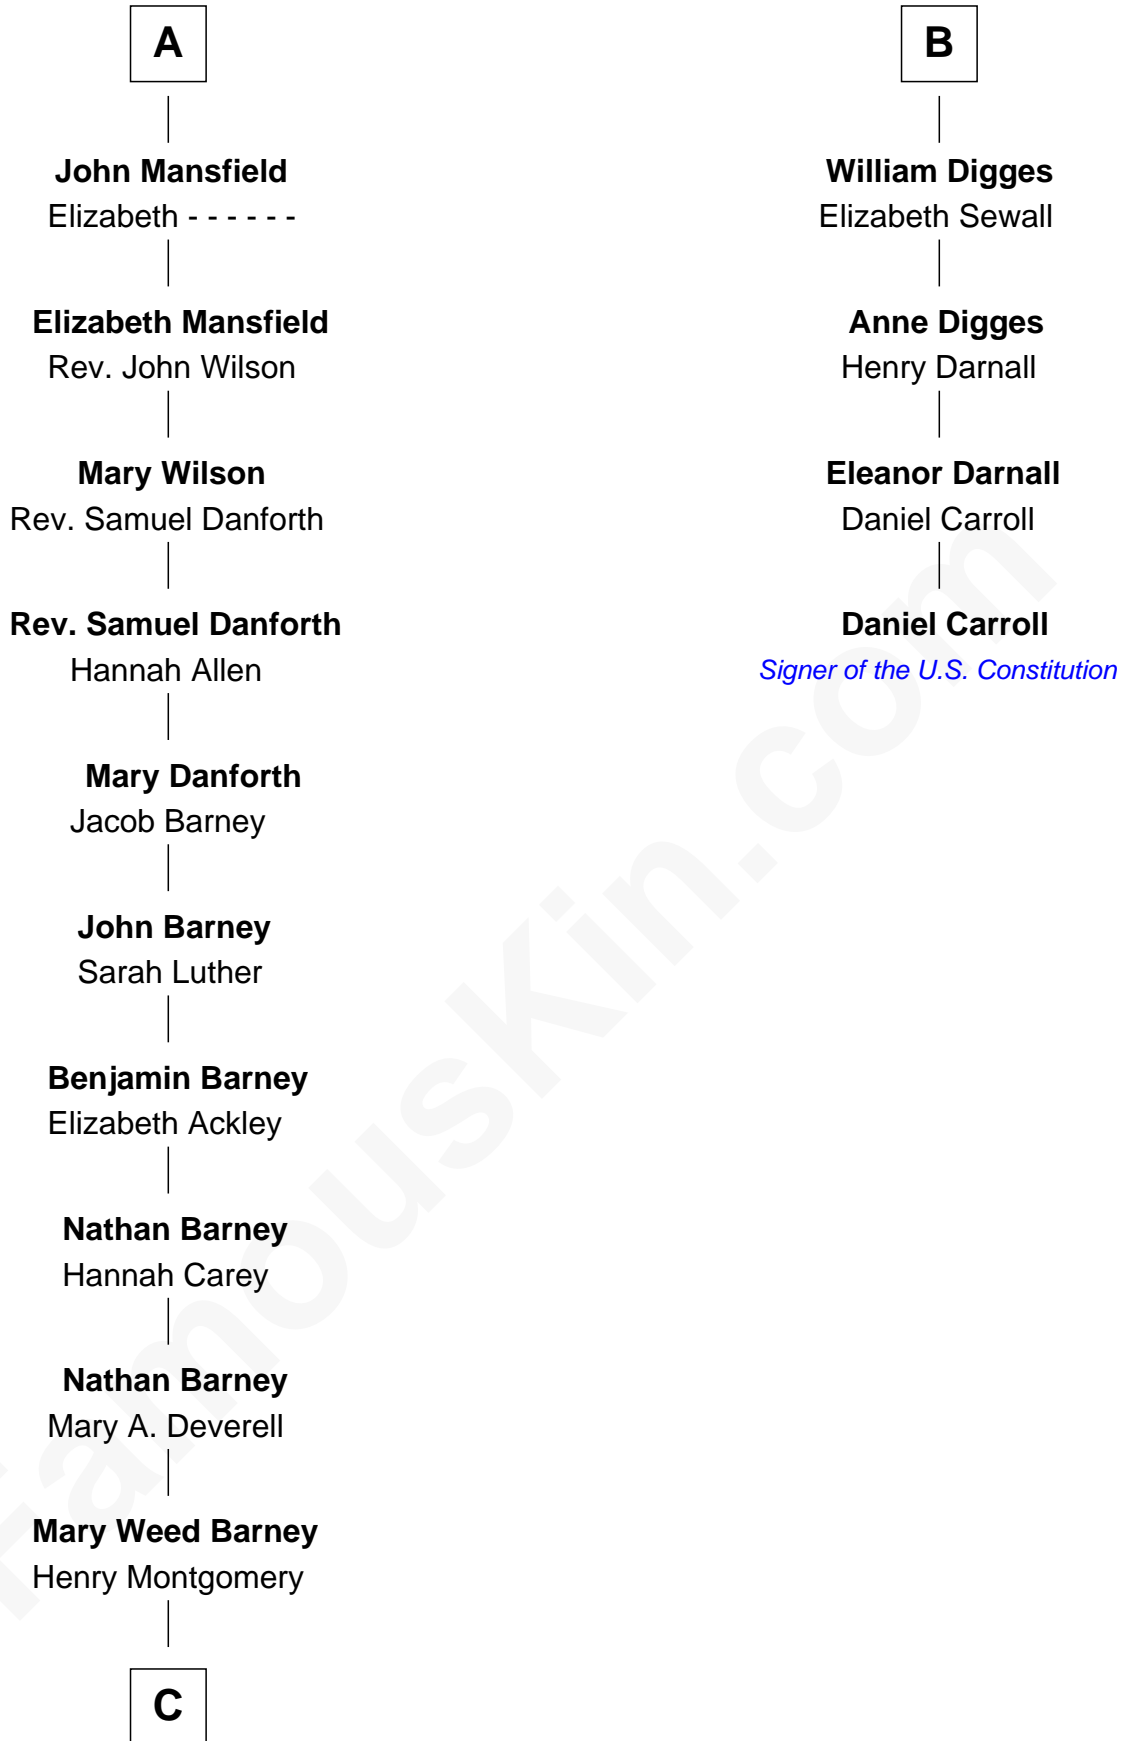 A
John Mansfield
Elizabeth - - - - - -
Elizabeth Mansfield
Rev. John Wilson
Mary Wilson
Rev. Samuel Danforth
Rev. Samuel Danforth
Hannah Allen
Mary Danforth
Jacob Barney
John Barney
Sarah Luther
Benjamin Barney
Elizabeth Ackley
Nathan Barney
Hannah Carey
Nathan Barney
Mary A. Deverell
Mary Weed Barney
Henry Montgomery
C
B
William Digges
Elizabeth Sewall
Anne Digges
Henry Darnall
Eleanor Darnall
Daniel Carroll
Daniel Carroll
Signer of the U.S. Constitution
FamousKin.com